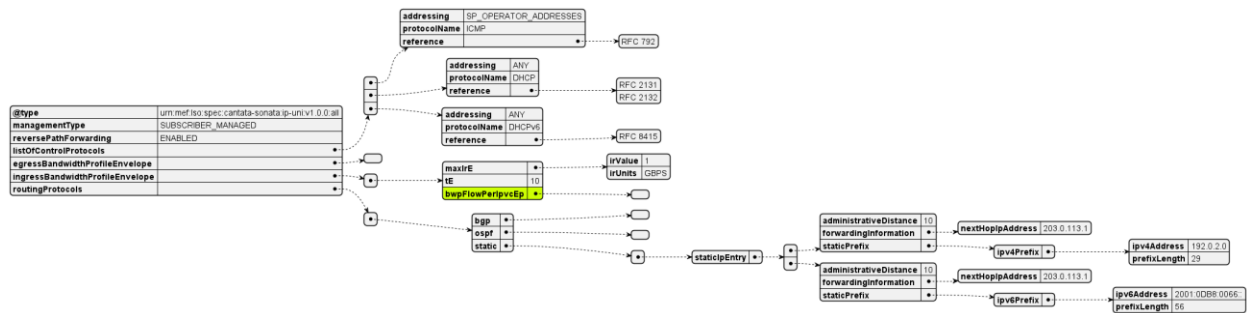 addressing SP_OPERATOR_ADDRESSES
protocolName ICMP
reference
RFC 792
addressing ANY
protocolName DHCP
reference
RFC 2131
RFC 2132
addressing ANY
protocolName DHCPv6
reference
RFC 8415
@type urn:mef:lso:spec:cantata-sonata:ip-uni:v1.0.0:all
managementType SUBSCRIBER_MANAGED
reversePathForwarding ENABLED
listOfControlProtocols
egressBandwidthProfileEnvelope
ingressBandwidthProfileEnvelope
routingProtocols
maxIrE
tE 10
bwpFlowPerIpvcEp
irValue 1
irUnits GBPS
bgp
ospf
static
staticIpEntry
administrativeDistance 10
forwardingInformation
staticPrefix
nextHopIpAddress 203.0.113.1
ipv4Prefix
ipv4Address 192.0.2.0
prefixLength 29
administrativeDistance 10
forwardingInformation
staticPrefix
nextHopIpAddress 203.0.113.1
ipv6Prefix
ipv6Address 2001:0DB8:0066::
prefixLength 56